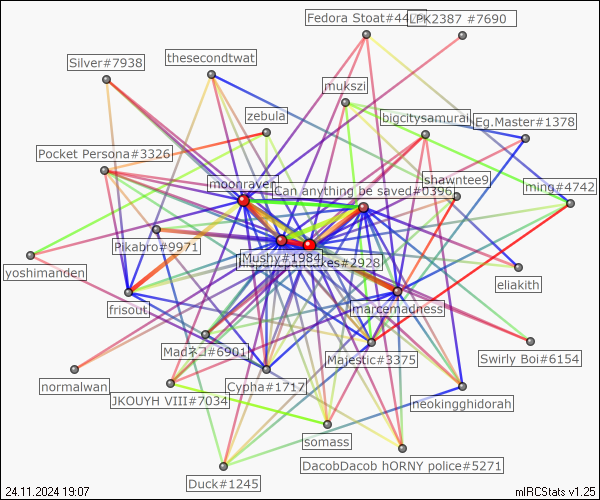 Fedora Stoat#44
LPK2387 #7690
Silver#7938
thesecondtwat
mukszi
zebula
bigcitysamurai
Eg.Master#1378
Pocket Persona#3326
moonraven
Can anything be saved#0396
shawntee9
ming#4742
Pikabro#9971
Mushy#1984
#2928
yoshimanden
eliakith
frisout
marcemadness
Madネコ#6901
Majestic#3375
Swirly Boi#6154
normalwan
JKOUYH VIII#7034
Cypha#1717
neokingghidorah
somass
DacobDacob hORNY police#5271
Duck#1245
24.11.2024 19:07
mIRCStats v1.25